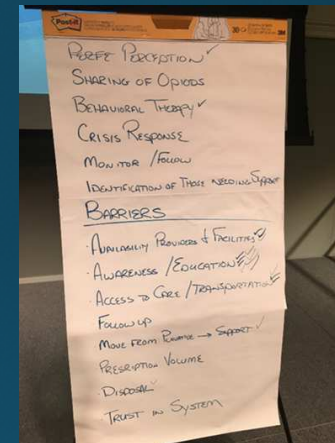 Post-it
PERCEPTION ✓
SHARING OF OPIODS
BEHAVIORAL THERAPY ✓
CRISIS RESPONSE
MONITOR / FOLLOW
IDENTIFICATION OF THOSE NEEDING SUPPORT
BARRIERS
· AVAILABILITY PROVIDERS & FACILITIES ✓
· AWARENESS / EDUCATION
· ACCESS TO CARE / TRANSPORTATION
FOLLOW UP
MOVE FROM PUNITIVE → SUPPORT ✓
PRESCRIPTION VOLUME
· DISPOSAL ✓
TRUST IN SYSTEM